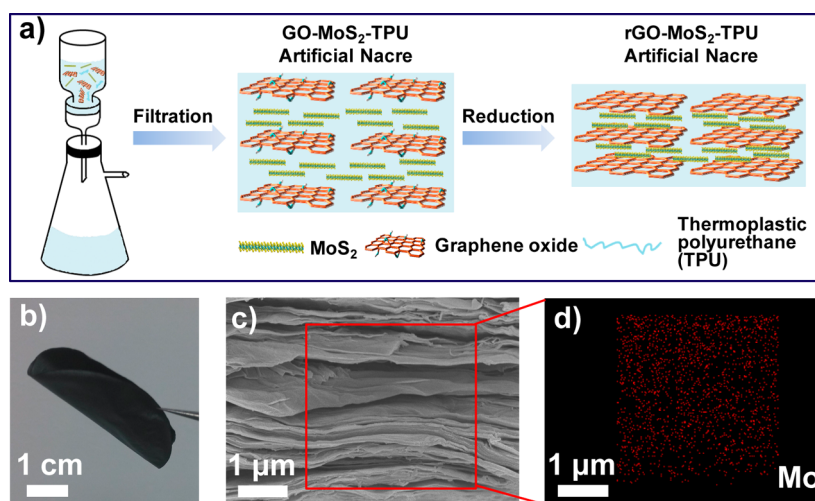 a)
GO-MoS₂-TPU
Artificial Nacre
rGO-MoS₂-TPU
Artificial Nacre
Filtration
Reduction
MoS₂
Graphene oxide
Thermoplastic
polyurethane
(TPU)
b)
1 cm
c)
1 μm
d)
1 μm
Mo